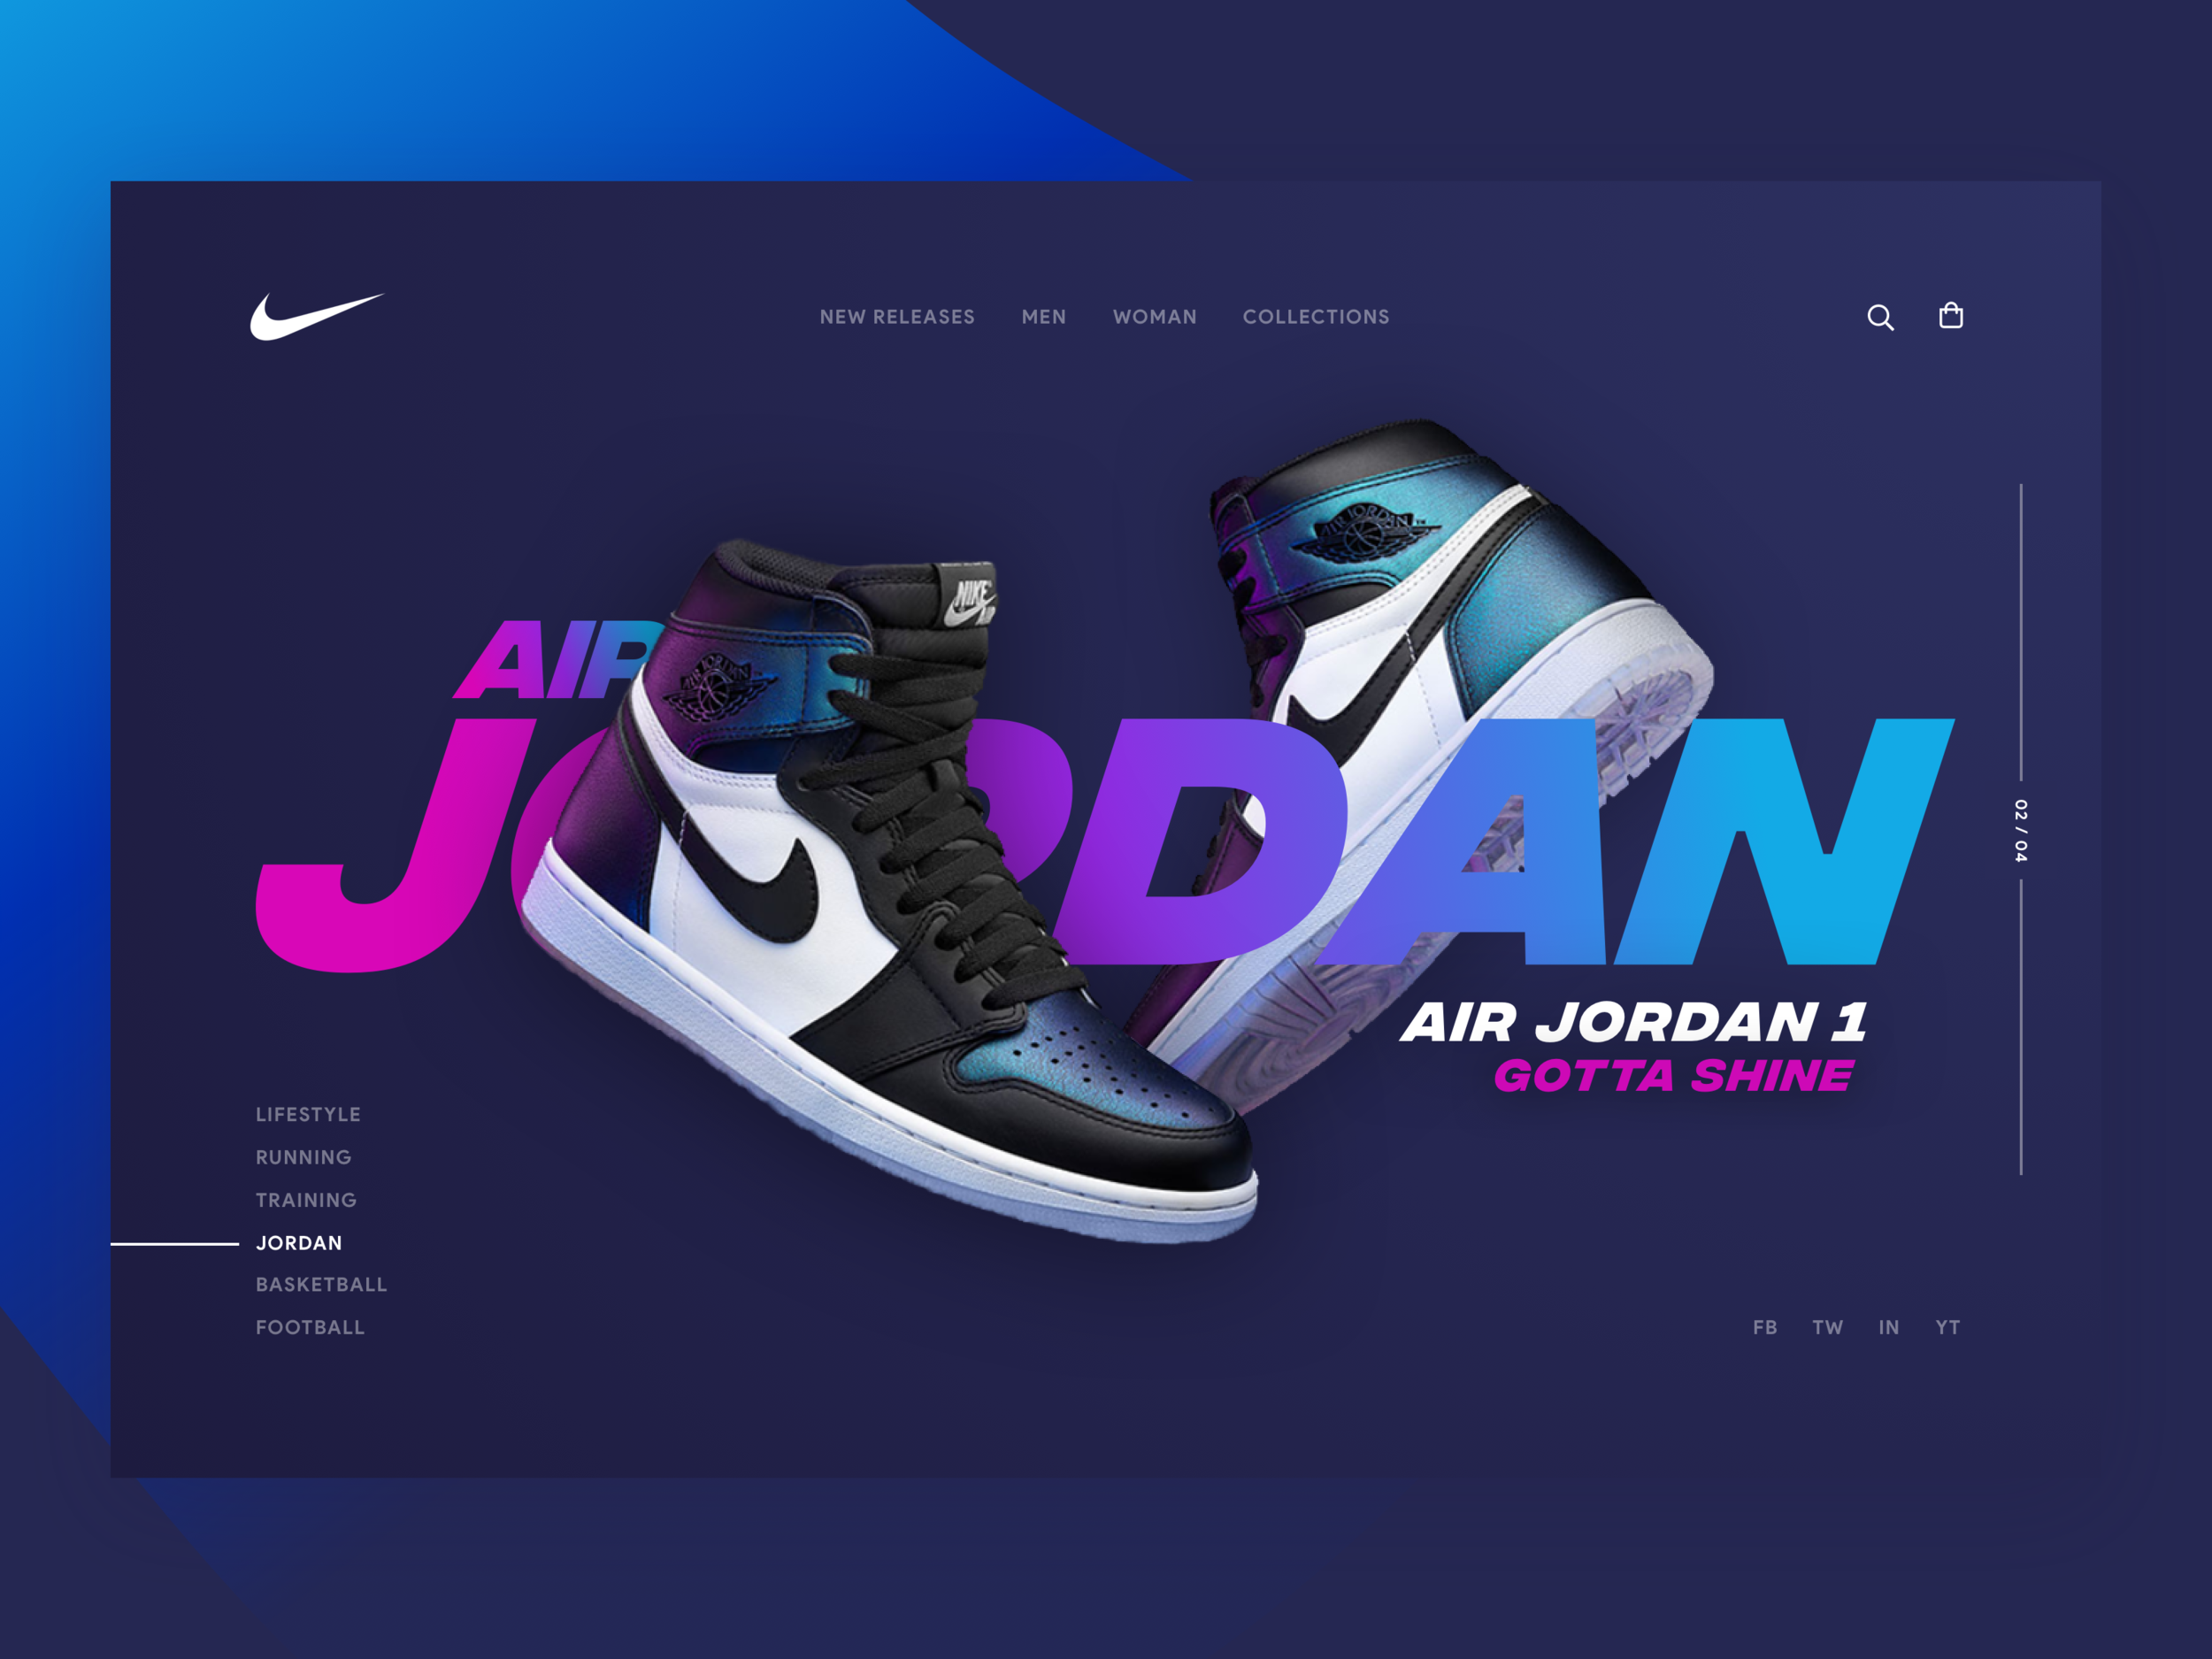 NEW RELEASES MEN WOMAN COLLECTIONS
AIR JORDAN
NIKE
AIR
AIR JORDAN
JORDAN
02 / 04
AIR JORDAN 1
GOTTA SHINE
LIFESTYLE
RUNNING
TRAINING
JORDAN
BASKETBALL
FOOTBALL
FB TW IN YT